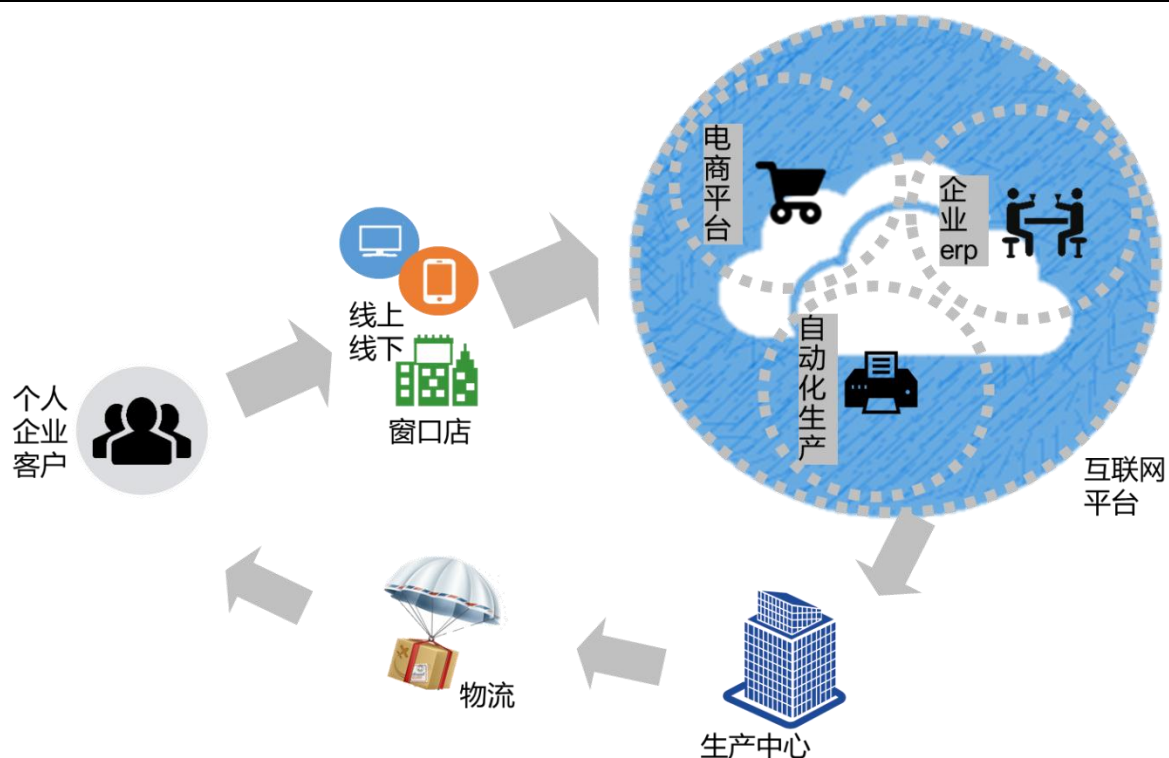 电商平台
企业
erp
线上
线下
自动化生产
个人
企业
客户
窗口店
互联网
平台
物流
生产中心